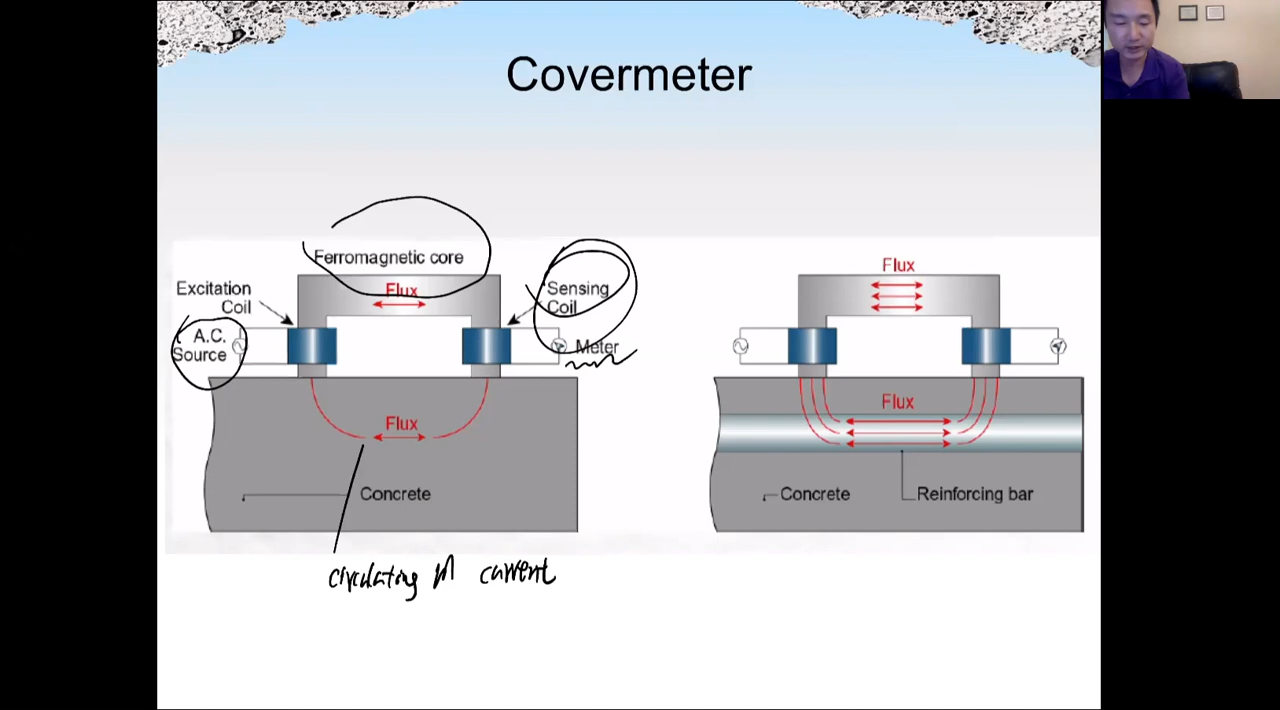 Covermeter
Ferromagnetic core
Flux
Excitation
Coil
Sensing
Coil
A.C.
Source
Meter
Flux
Concrete
circulating current
Flux
Flux
Concrete
Reinforcing bar